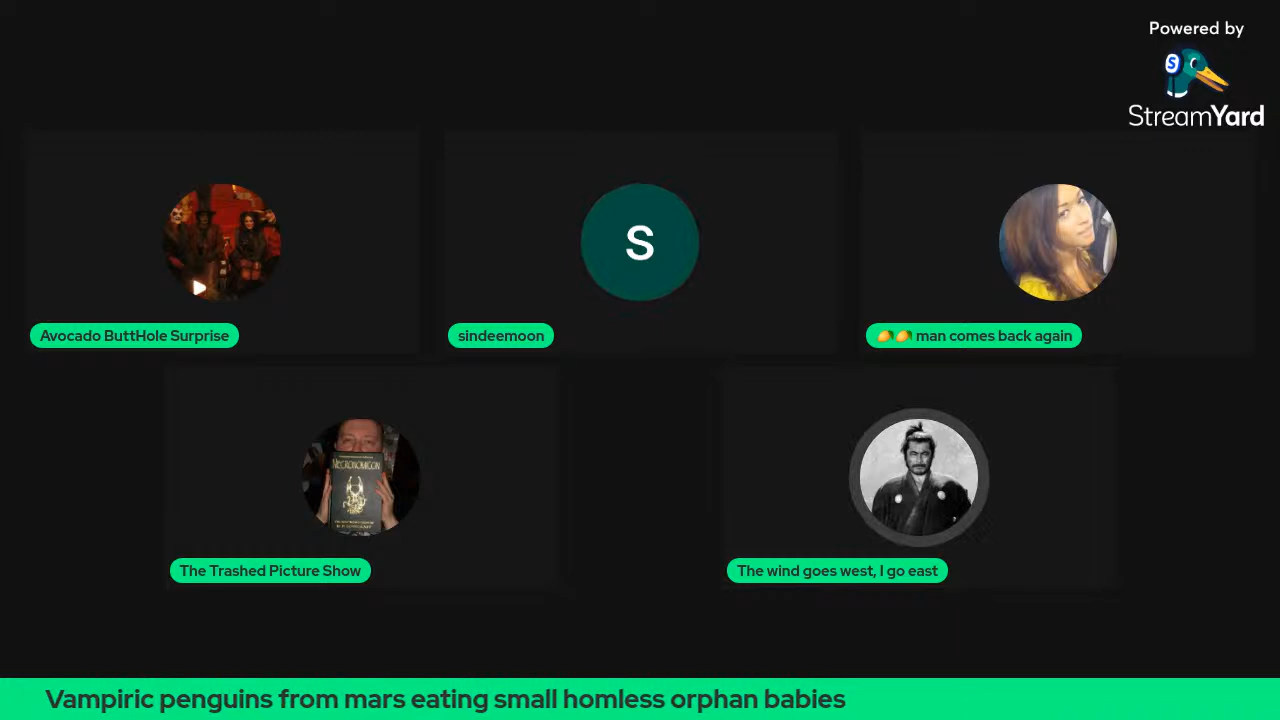 Powered by
S
StreamYard
S
Avocado ButtHole Surprise
sindeemoon
🥭🥭 man comes back again
NECRONOMICON
The Trashed Picture Show
The wind goes west, I go east
Vampiric penguins from mars eating small homless orphan babies